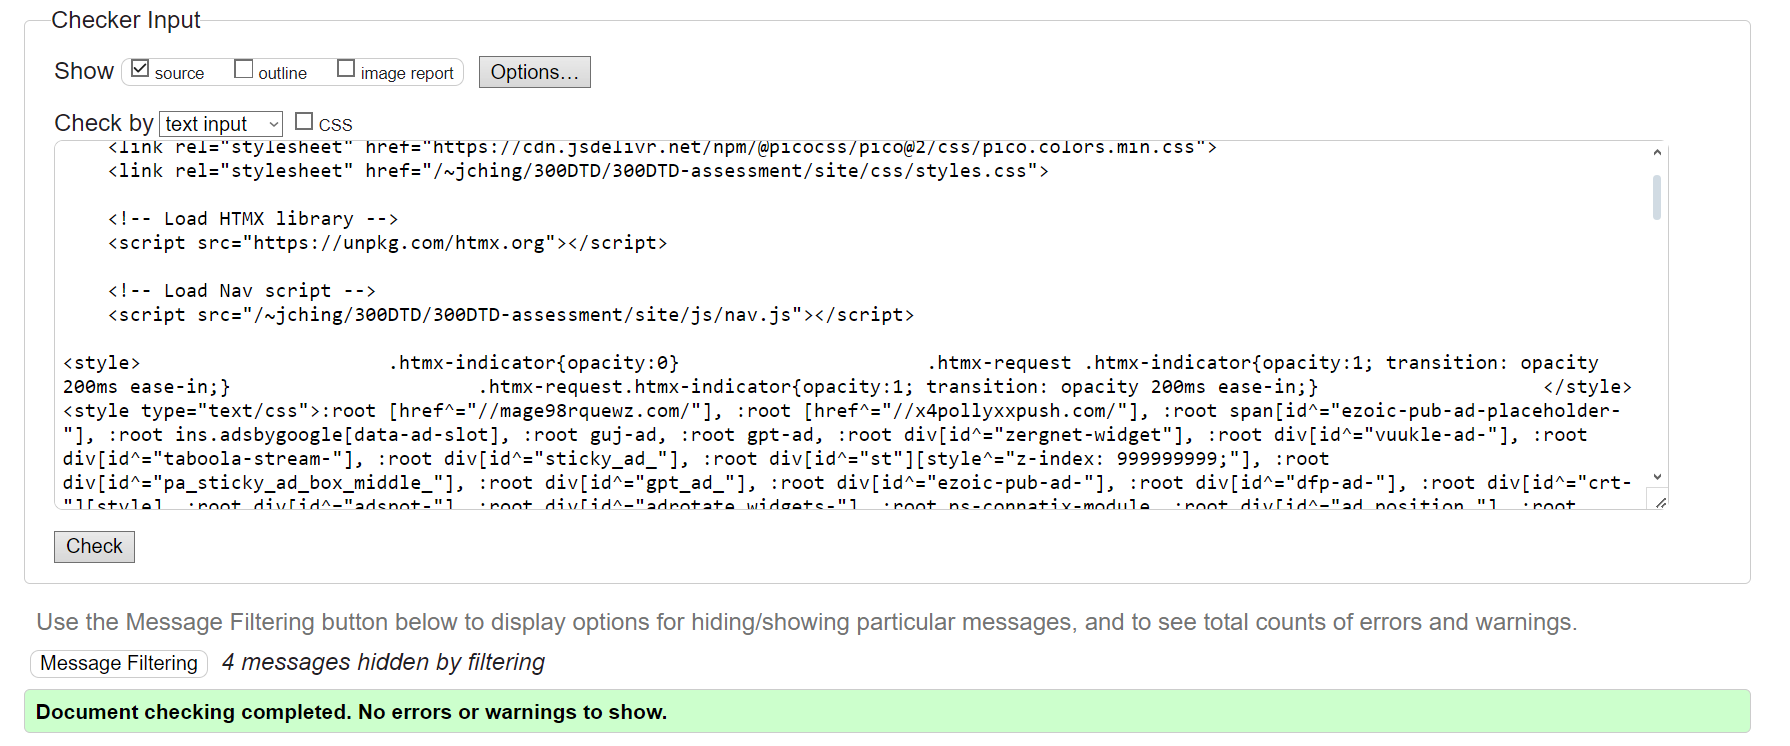 Checker Input
Show source outline image report Options...
Check by text input CSS
<link rel="stylesheet" href="https://cdn.jsdelivr.net/npm/@picocss/pico@2/css/pico.colors.min.css">
<link rel="stylesheet" href="/~jching/300DTD/300DTD-assessment/site/css/styles.css">
<!-- Load HTMX library -->
<script src="https://unpkg.com/htmx.org"></script>
<!-- Load Nav script -->
<script src="/~jching/300DTD/300DTD-assessment/site/js/nav.js"></script>
<style> .htmx-indicator{opacity:0} .htmx-request .htmx-indicator{opacity:1; transition: opacity
200ms ease-in;} .htmx-request.htmx-indicator{opacity:1; transition: opacity 200ms ease-in;} </style>
<style type="text/css">:root [href^="//mage98rquewz.com/"], :root [href^="//x4pollyxxpush.com/"], :root span[id^="ezoic-pub-ad-placeholder-
"], :root ins.adsbygoogle[data-ad-slot], :root guj-ad, :root gpt-ad, :root div[id^="zergnet-widget"], :root div[id^="vuukle-ad-"], :root
div[id^="taboola-stream-"], :root div[id^="sticky_ad_"], :root div[id^="st"][style^="z-index: 999999999;"], :root
div[id^="pa_sticky_ad_box_middle_"], :root div[id^="gpt_ad_"], :root div[id^="ezoic-pub-ad-"], :root div[id^="dfp-ad-"], :root div[id^="crt-
"][style], :root div[id^="adspot-"], :root div[id^="adrotate_widgets-"], :root ps-connatix-module, :root div[id^="ad_position_"], :root
Check
Use the Message Filtering button below to display options for hiding/showing particular messages, and to see total counts of errors and warnings.
Message Filtering 4 messages hidden by filtering
Document checking completed. No errors or warnings to show.